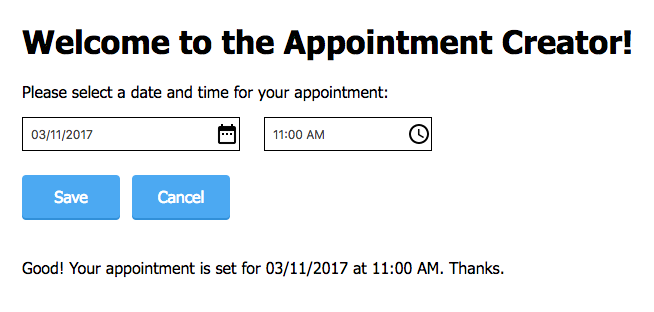 Welcome to the Appointment Creator!
Please select a date and time for your appointment:
03/11/2017 11:00 AM
Save Cancel
Good! Your appointment is set for 03/11/2017 at 11:00 AM. Thanks.